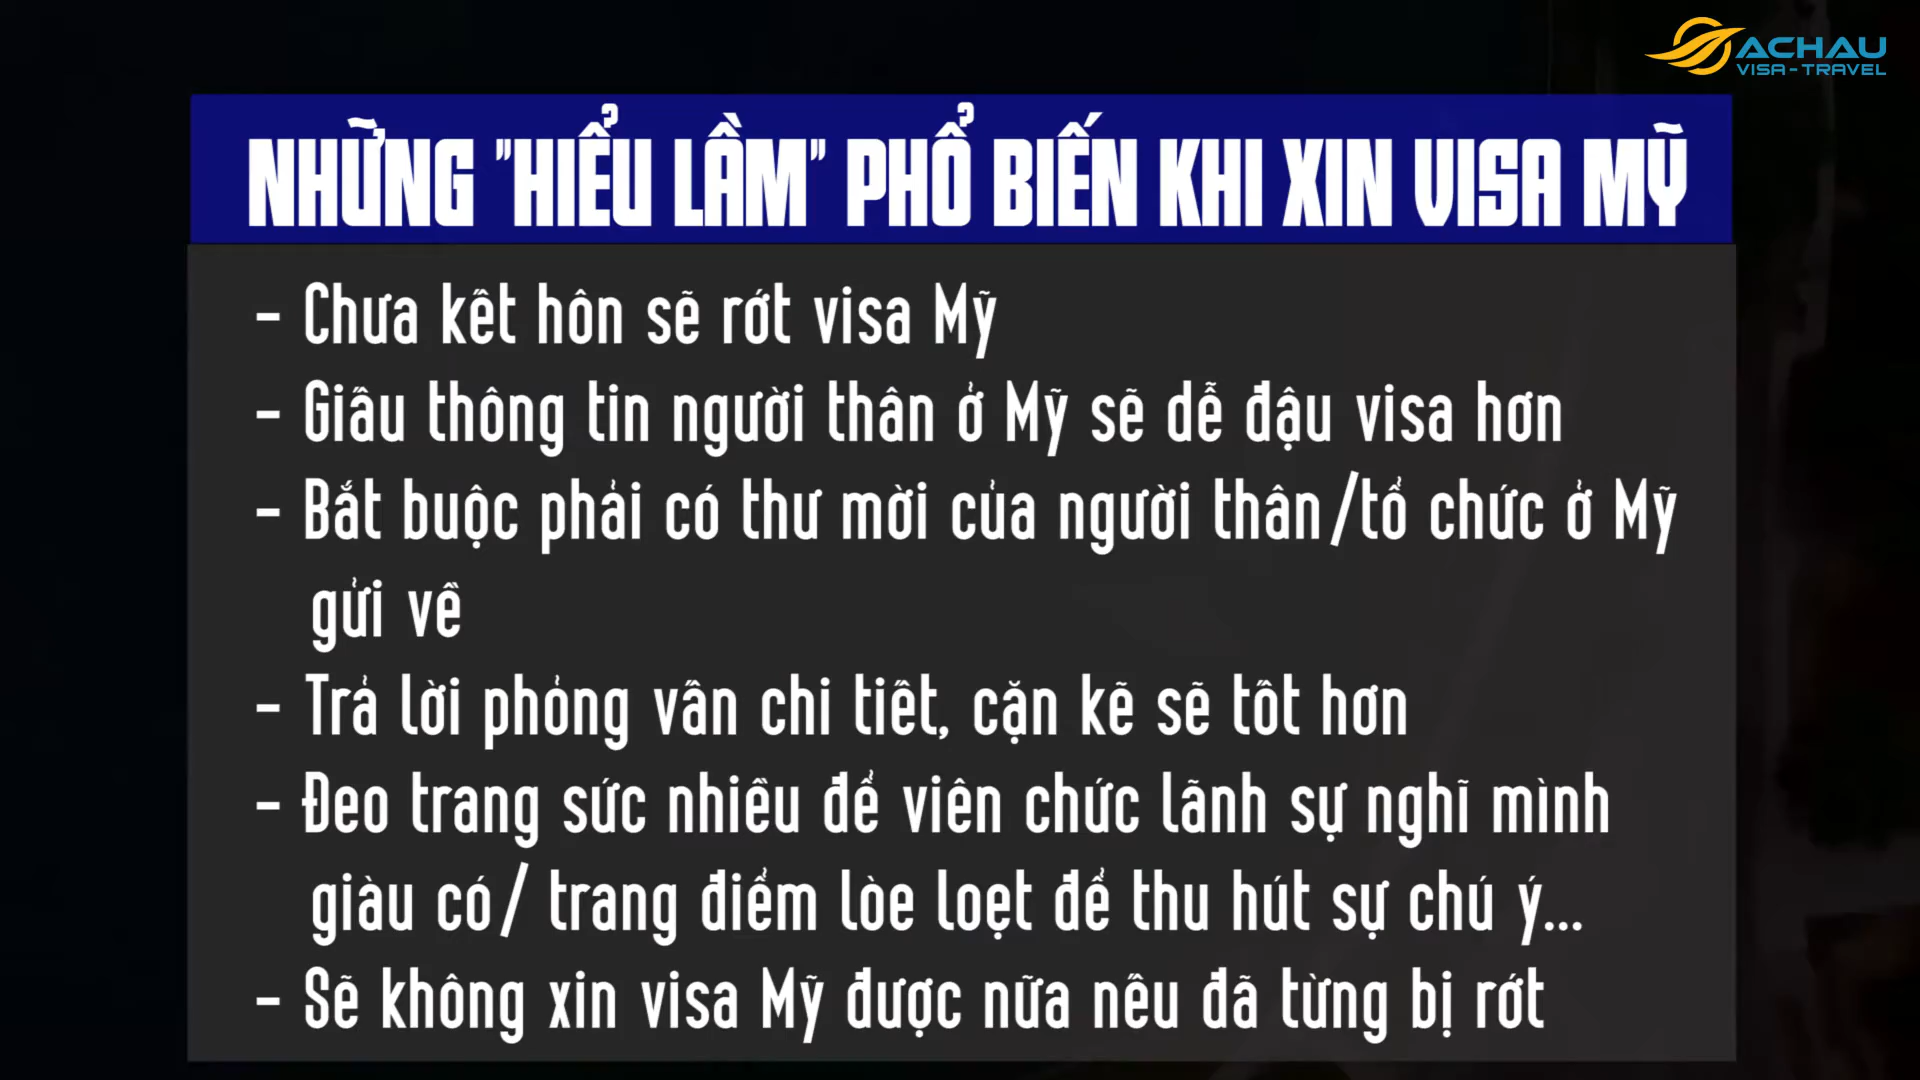 ACHAU
VISA-TRAVEL
NHỮNG "HIỂU LẦM" PHỔ BIẾN KHI XIN VISA MỸ
- Chưa kết hôn sẽ rớt visa Mỹ
- Giấu thông tin người thân ở Mỹ sẽ dễ đậu visa hơn
- Bắt buộc phải có thư mời của người thân/tổ chức ở Mỹ
gửi về
- Trả lời phỏng vấn chi tiết, cặn kẽ sẽ tốt hơn
- Đeo trang sức nhiều để viên chức lãnh sự nghĩ mình
giàu có/ trang điểm lòe loẹt để thu hút sự chú ý...
- Sẽ không xin visa Mỹ được nữa nếu đã từng bị rớt